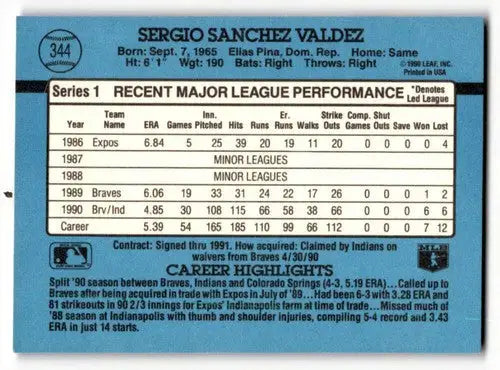 344
SERGIO SANCHEZ VALDEZ
Born: Sept. 7, 1965 Elias Pina, Dom. Rep. Home: Same
Ht: 6' 1" Wgt: 190 Bats: Right Throws: Right
©1990 LEAF, INC.
Printed in USA
Series 1 RECENT MAJOR LEAGUE PERFORMANCE *Denotes Led League
Year Team Name ERA Games Inn. Pitched Hits Runs Er. Runs Walks Strike Outs Comp. Games Shut Outs Save Won Lost
1986 Expos 6.84 5 25 39 20 19 11 20 0 0 0 0 4
1987 MINOR LEAGUES
1988 MINOR LEAGUES
1989 Braves 6.06 19 33 31 24 22 17 26 0 0 0 1 2
1990 Brv/Ind 4.85 30 108 115 66 58 38 66 0 0 0 6 6
Career 5.39 54 165 185 110 99 66 112 0 0 0 7 12
Contract: Signed thru 1991. How acquired: Claimed by Indians on
waivers from Braves 4/30/90
MLB
CAREER HIGHLIGHTS
Split '90 season between Braves, Indians and Colorado Springs (4-3, 5.19 ERA)... Called up to
Braves after being acquired in trade with Expos in July of '89... Had been 6-3 with 3.28 ERA and
81 strikeouts in 90 2/3 innings for Expos' Indianapolis farm at time of trade... Missed much of
'88 season at Indianapolis with thumb and shoulder injuries, compiling 5-4 record and 3.43
ERA in just 14 starts.